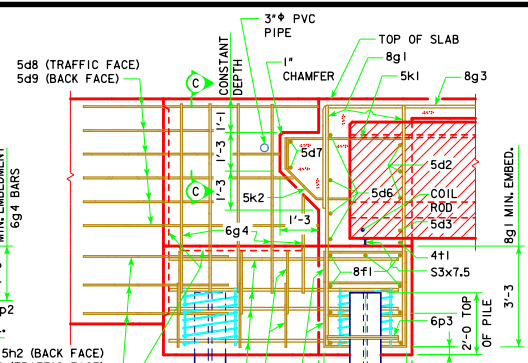 3"ϕ PVC
PIPE
TOP OF SLAB
8g1
5k1
8g3
5d8 (TRAFFIC FACE)
5d9 (BACK FACE)
C
CONSTANT
DEPTH
1"
CHAMFER
1'-1
1'-3
1'-3
5d7
5d2
5k2
5d6
COIL
ROD
5d3
C
1'-3
6g4
4f1
8f1
S3x7.5
6p3
MIN. EMBEDMENT
6g4 BARS
8g1 MIN. EMBED.
3'-3
2'-0 TOP
OF PILE
p2
5h2 (BACK FACE)